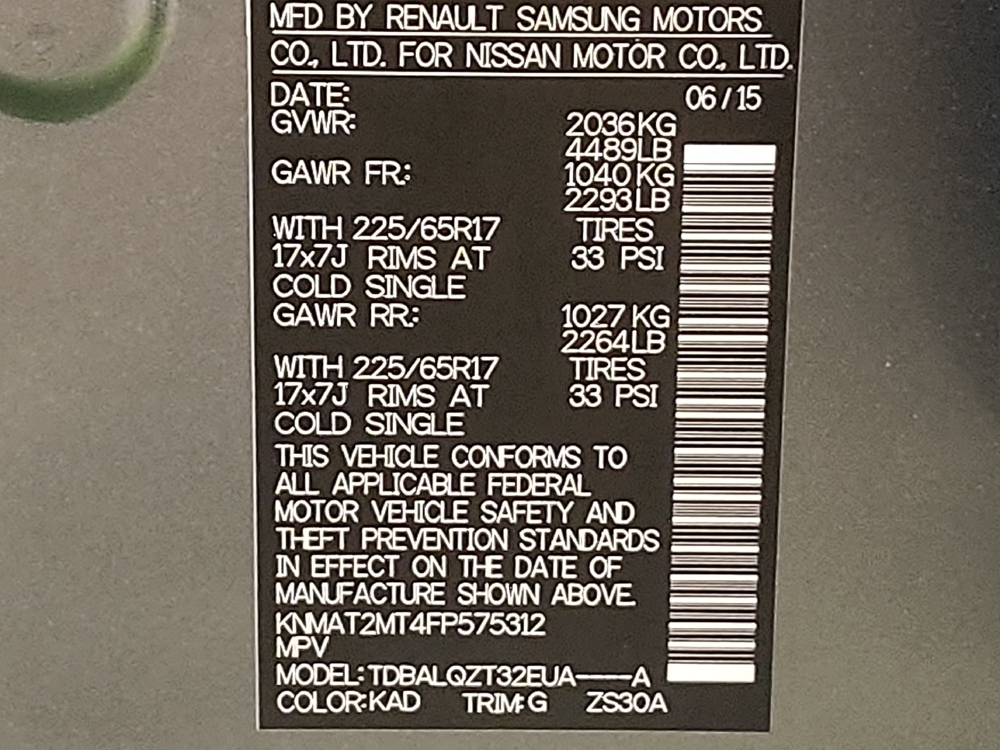 MFD BY RENAULT SAMSUNG MOTORS
CO., LTD. FOR NISSAN MOTOR CO., LTD.
DATE: 06/15
GVWR: 2036KG
4489LB
GAWR FR.: 1040KG
2293LB
WITH 225/65R17 TIRES
17x7J RIMS AT 33 PSI
COLD SINGLE
GAWR RR.: 1027KG
2264LB
WITH 225/65R17 TIRES
17x7J RIMS AT 33 PSI
COLD SINGLE
THIS VEHICLE CONFORMS TO
ALL APPLICABLE FEDERAL
MOTOR VEHICLE SAFETY AND
THEFT PREVENTION STANDARDS
IN EFFECT ON THE DATE OF
MANUFACTURE SHOWN ABOVE.
KNMAT2MT4FP575312
MPV
MODEL:TDBALQZT32EUA----A
COLOR:KAD TRIM:G ZS30A